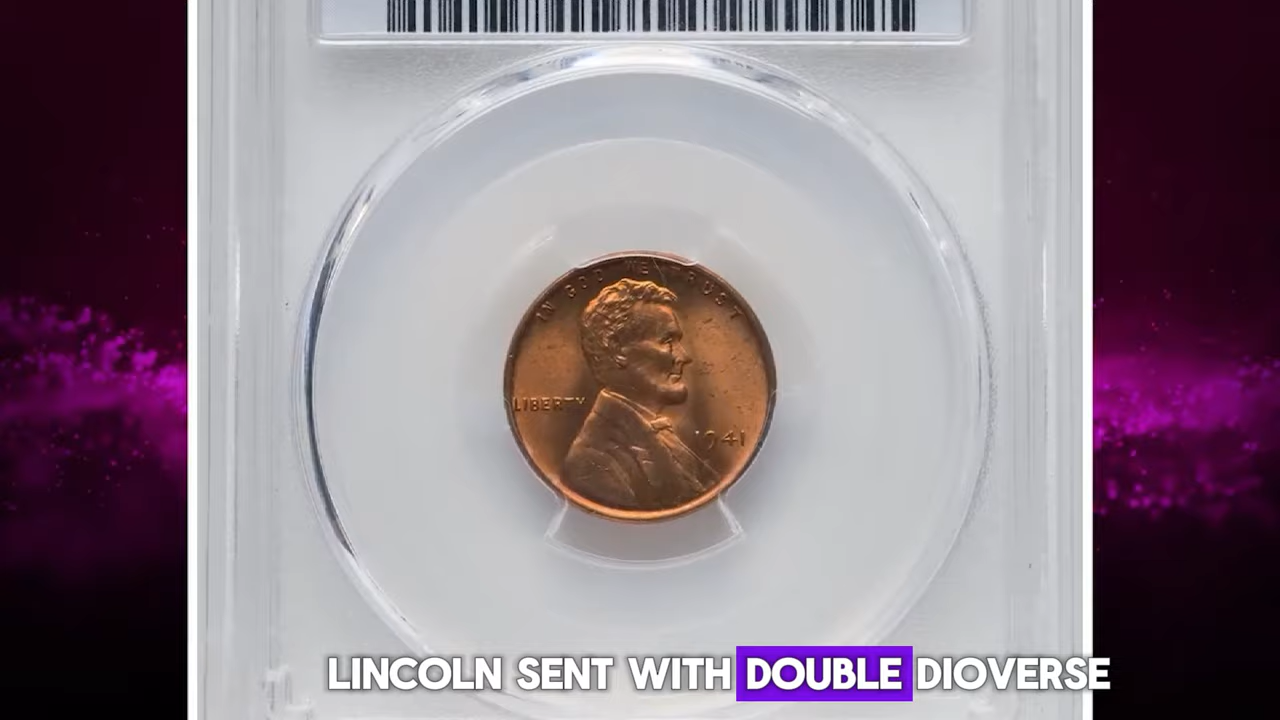 IN GOD WE TRUST
LIBERTY
1941
LINCOLN SENT WITH DOUBLE DIOVERSE